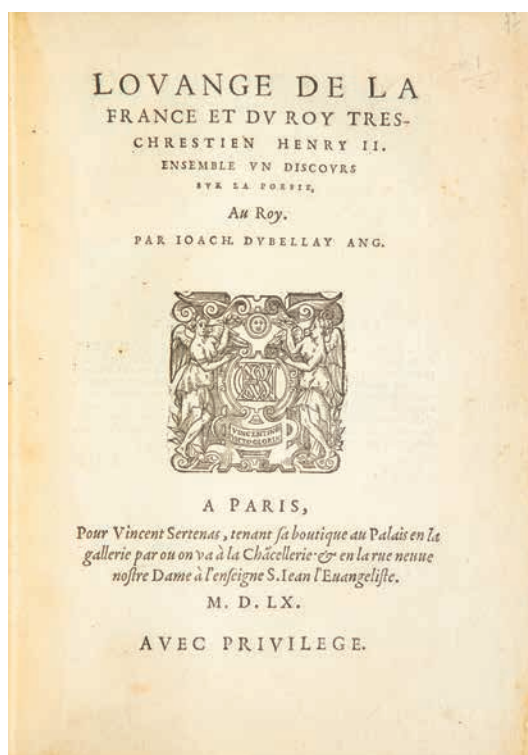 LOVANGE DE LA
FRANCE ET DV ROY TRES-
CHRESTIEN HENRY II.
ENSEMBLE VN DISCOVRS
SVR LA POESIE,
Au Roy.
PAR IOACH. DVBELLAY ANG.
A PARIS,
Pour Vincent Sertenas, tenant ſa boutique au Palais en la
gallerie par ou on va à la Chãcellerie & en la rue neuue
noſtre Dame à l'enſeigne S. Iean l'Euangeliſte.
M. D. LX.
AVEC PRIVILEGE.